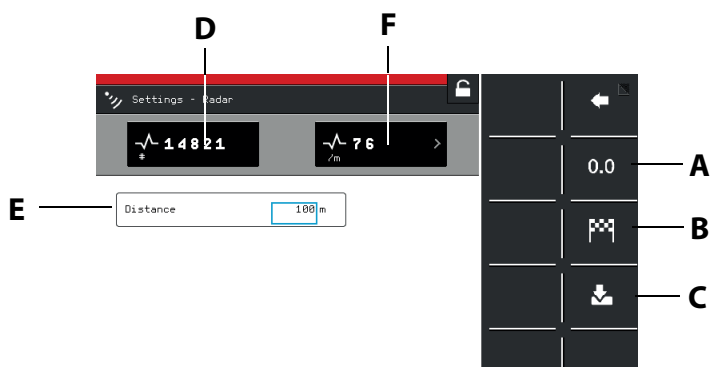 D F
Settings - Radar
14821 76
# /m
0.0 A
E Distance 100 m
B
C